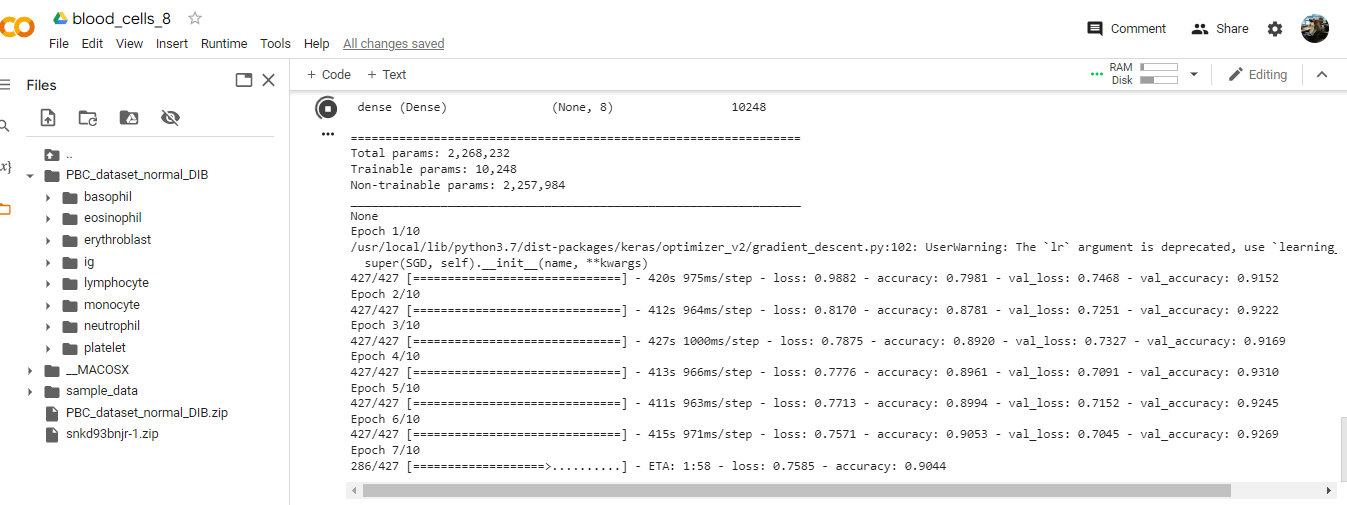 blood_cells_8
File Edit View Insert Runtime Tools Help All changes saved
Comment Share
Files
+ Code + Text
RAM
Disk
Editing
..
PBC_dataset_normal_DIB
basophil
eosinophil
erythroblast
ig
lymphocyte
monocyte
neutrophil
platelet
__MACOSX
sample_data
PBC_dataset_normal_DIB.zip
snkd93bnjr-1.zip
dense (Dense) (None, 8) 10248
=================================================================
Total params: 2,268,232
Trainable params: 10,248
Non-trainable params: 2,257,984
_________________________________________________________________
None
Epoch 1/10
/usr/local/lib/python3.7/dist-packages/keras/optimizer_v2/gradient_descent.py:102: UserWarning: The `lr` argument is deprecated, use `learning_
super(SGD, self).__init__(name, **kwargs)
427/427 [==============================] - 420s 975ms/step - loss: 0.9882 - accuracy: 0.7981 - val_loss: 0.7468 - val_accuracy: 0.9152
Epoch 2/10
427/427 [==============================] - 412s 964ms/step - loss: 0.8170 - accuracy: 0.8781 - val_loss: 0.7251 - val_accuracy: 0.9222
Epoch 3/10
427/427 [==============================] - 427s 1000ms/step - loss: 0.7875 - accuracy: 0.8920 - val_loss: 0.7327 - val_accuracy: 0.9169
Epoch 4/10
427/427 [==============================] - 413s 966ms/step - loss: 0.7776 - accuracy: 0.8961 - val_loss: 0.7091 - val_accuracy: 0.9310
Epoch 5/10
427/427 [==============================] - 411s 963ms/step - loss: 0.7713 - accuracy: 0.8994 - val_loss: 0.7152 - val_accuracy: 0.9245
Epoch 6/10
427/427 [==============================] - 415s 971ms/step - loss: 0.7571 - accuracy: 0.9053 - val_loss: 0.7045 - val_accuracy: 0.9269
Epoch 7/10
286/427 [===================>..........] - ETA: 1:58 - loss: 0.7585 - accuracy: 0.9044